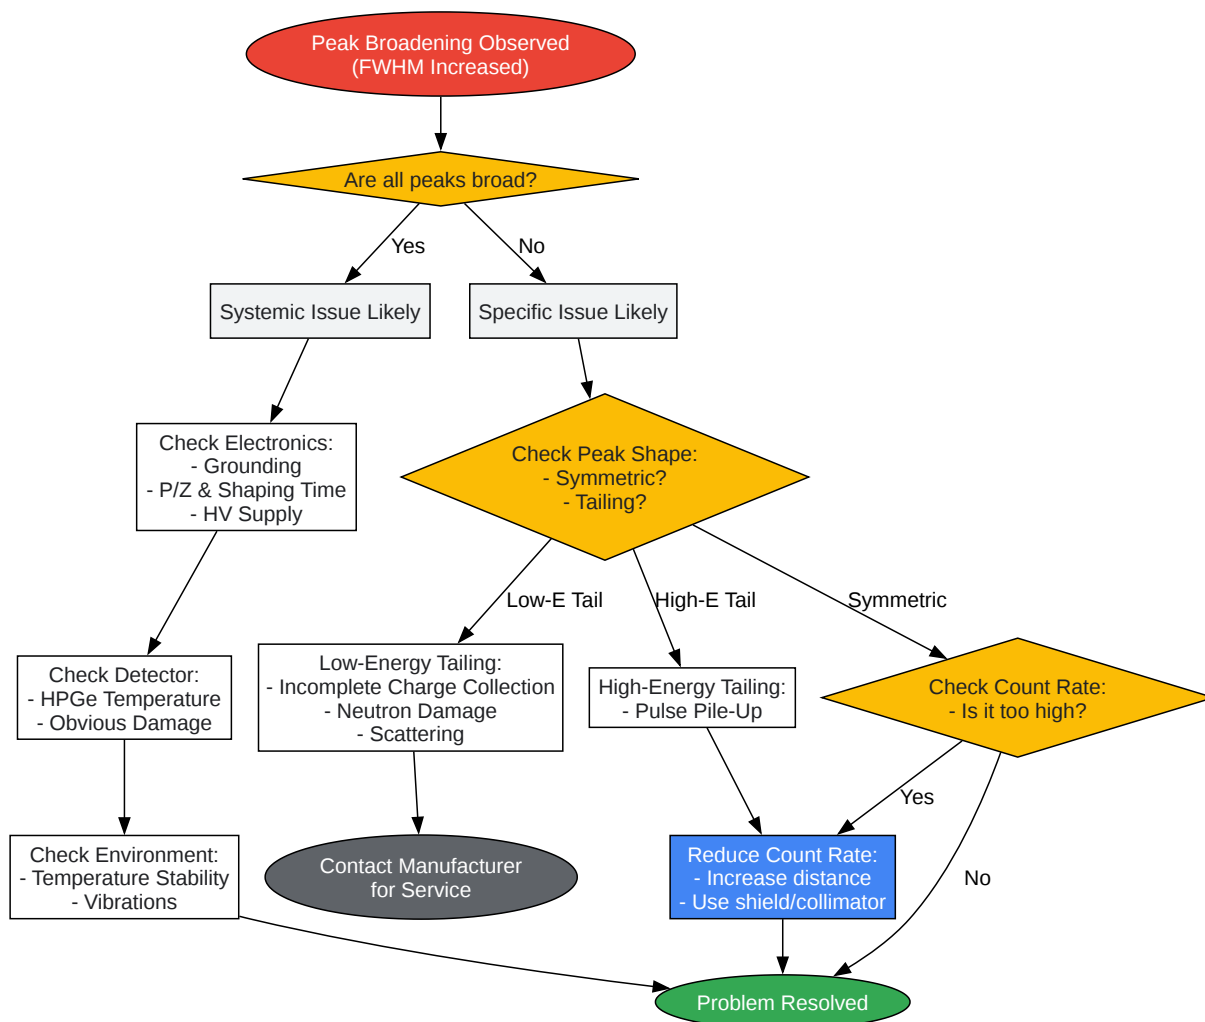 Peak Broadening Observed
(FWHM Increased)
Are all peaks broad?
Yes
No
Systemic Issue Likely
Specific Issue Likely
Check Electronics:
- Grounding
- P/Z & Shaping Time
- HV Supply
Check Peak Shape:
- Symmetric?
- Tailing?
Low-E Tail
High-E Tail
Symmetric
Check Detector:
- HPGe Temperature
- Obvious Damage
Low-Energy Tailing:
- Incomplete Charge Collection
- Neutron Damage
- Scattering
High-Energy Tailing:
- Pulse Pile-Up
Check Count Rate:
- Is it too high?
Yes
No
Check Environment:
- Temperature Stability
- Vibrations
Contact Manufacturer
for Service
Reduce Count Rate:
- Increase distance
- Use shield/collimator
Problem Resolved